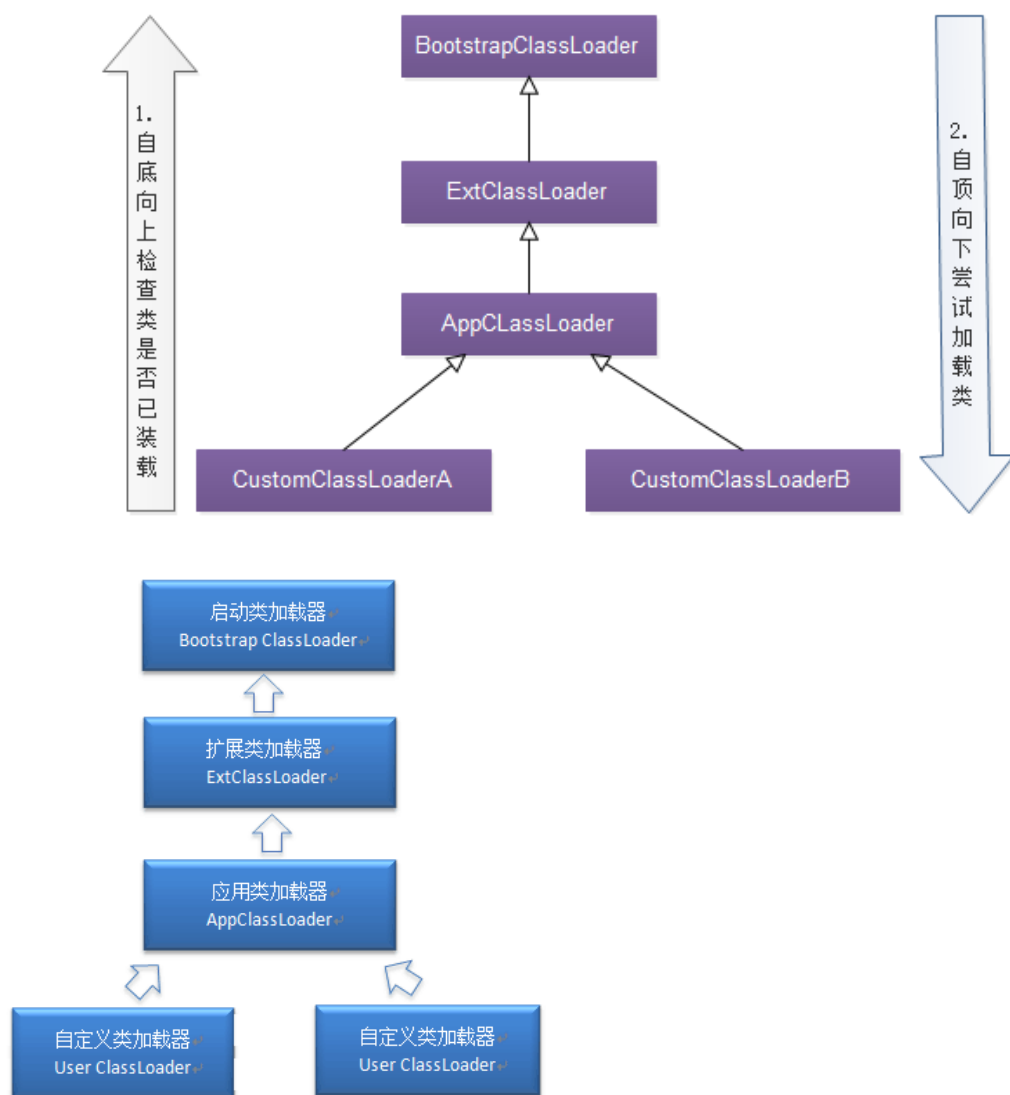 BootstrapClassLoader
1.自底向上检查类是否已装载
2.自顶向下尝试加载类
ExtClassLoader
AppCLassLoader
CustomClassLoaderA
CustomClassLoaderB
启动类加载器
Bootstrap ClassLoader
扩展类加载器
ExtClassLoader
应用类加载器
AppClassLoader
自定义类加载器
User ClassLoader
自定义类加载器
User ClassLoader